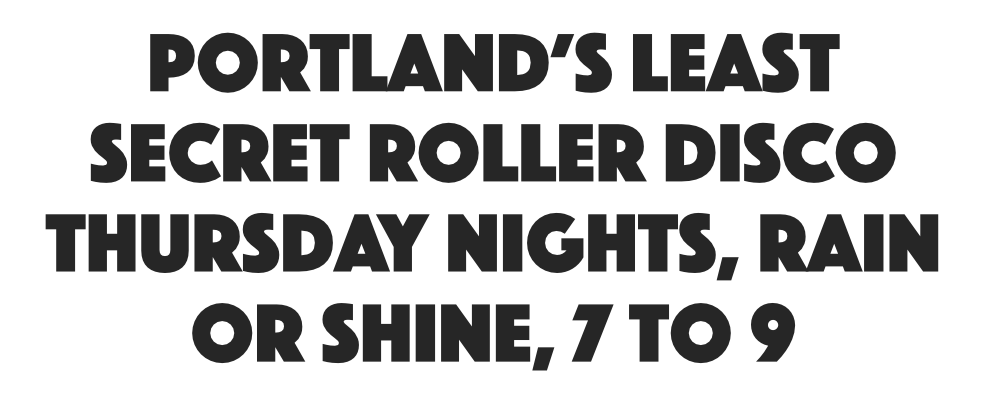 PORTLAND’S LEAST
SECRET ROLLER DISCO
THURSDAY NIGHTS, RAIN
OR SHINE, 7 TO 9